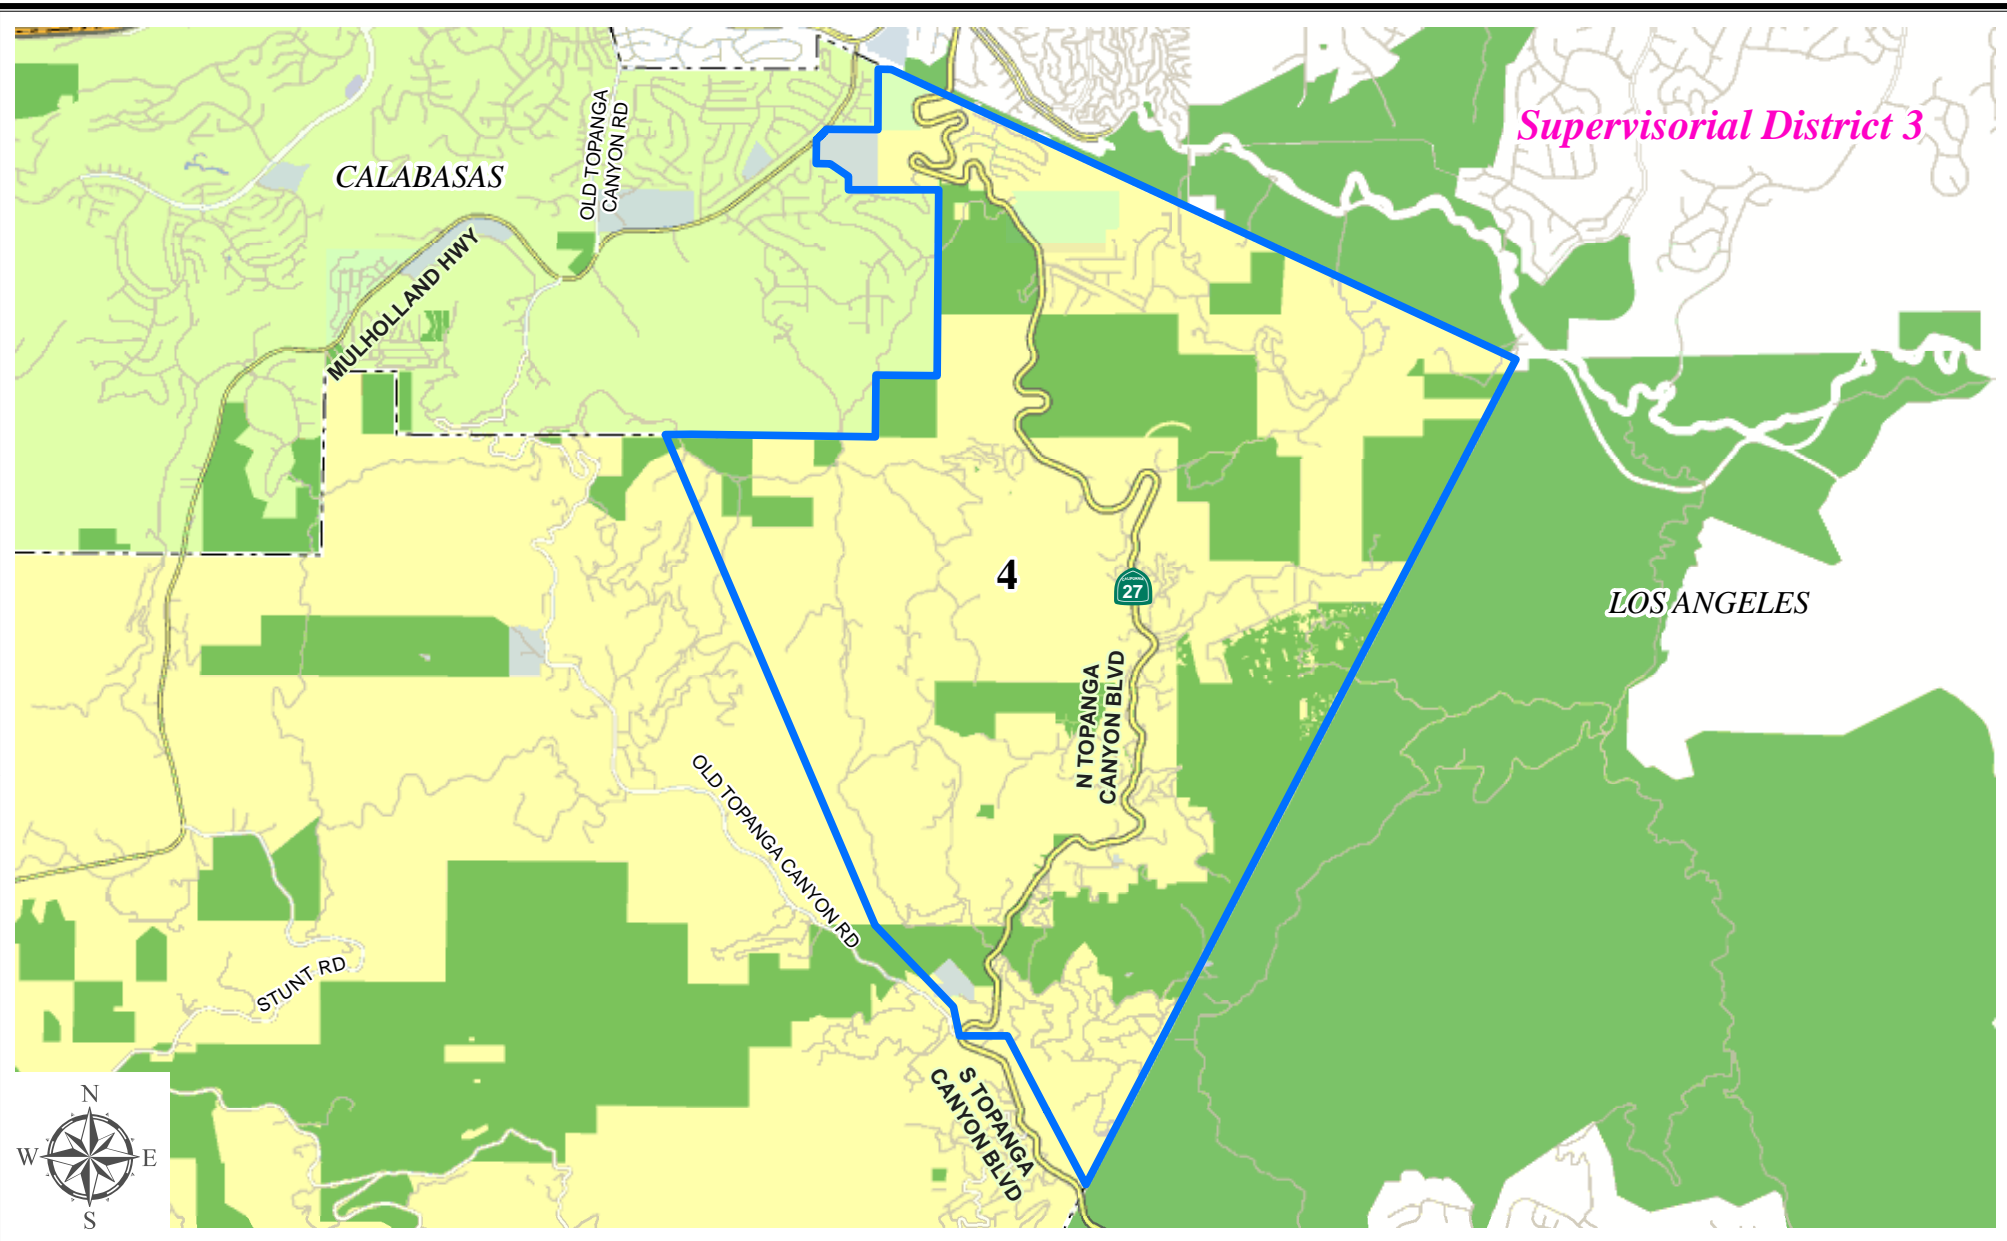 Supervisorial District 3
OLD TOPANGA
CANYON RD
CALABASAS
MULHOLLAND HWY
4
CALIFORNIA
27
LOS ANGELES
N TOPANGA
CANYON BLVD
OLD TOPANGA CANYON RD
STUNT RD
S TOPANGA
CANYON BLVD
N
W E
S